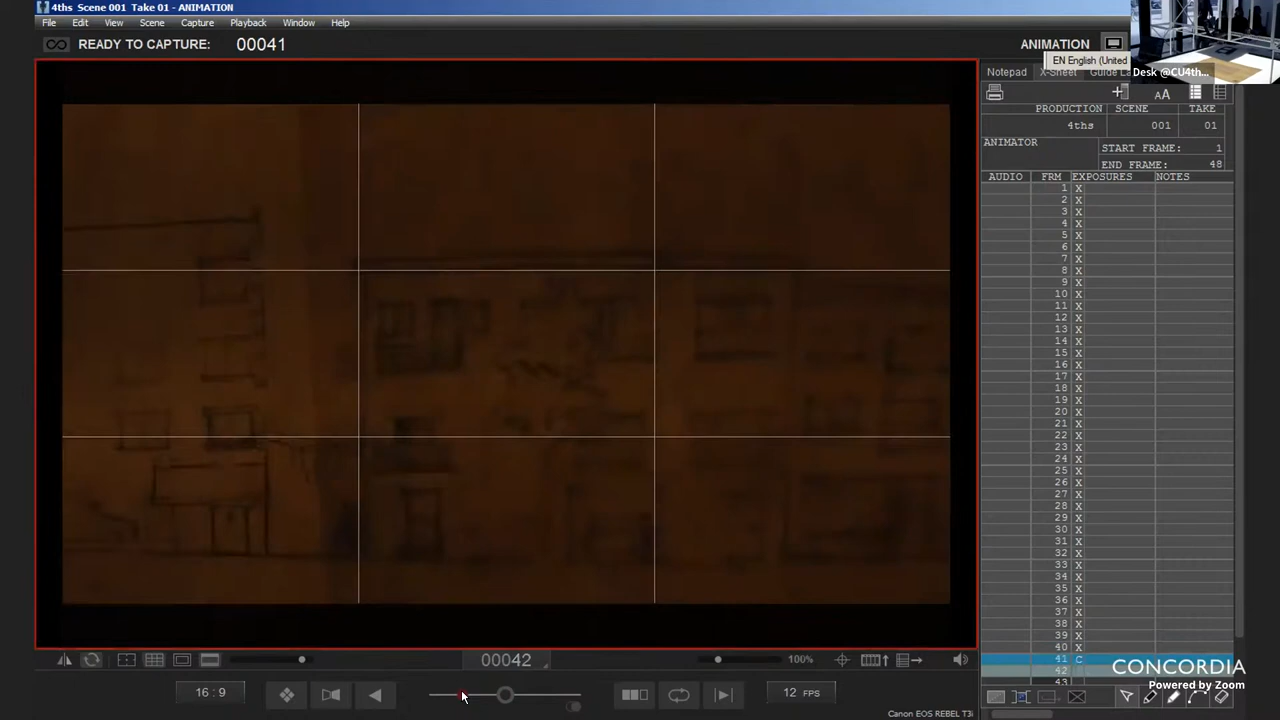 4ths Scene 001 Take 01 - ANIMATION
File Edit View Scene Capture Playback Window Help
READY TO CAPTURE: 00041
ANIMATION
EN English (United
Desk @CU4th...
Notepad X-Sheet Guide La
AA
PRODUCTION SCENE TAKE
4ths 001 01
ANIMATOR
START FRAME: 1
END FRAME: 48
AUDIO FRM EXPOSURES NOTES
1 X
2 X
3 X
4 X
5 X
6 X
7 X
8 X
9 X
10 X
11 X
12 X
13 X
14 X
15 X
16 X
17 X
18 X
19 X
20 X
21 X
22 X
23 X
24 X
25 X
26 X
27 X
28 X
29 X
30 X
31 X
32 X
33 X
34 X
35 X
36 X
37 X
38 X
39 X
40 X
41 C
42
43
CONCORDIA
Powered by Zoom
00042
100%
16:9
12 FPS
Canon EOS REBEL T3i